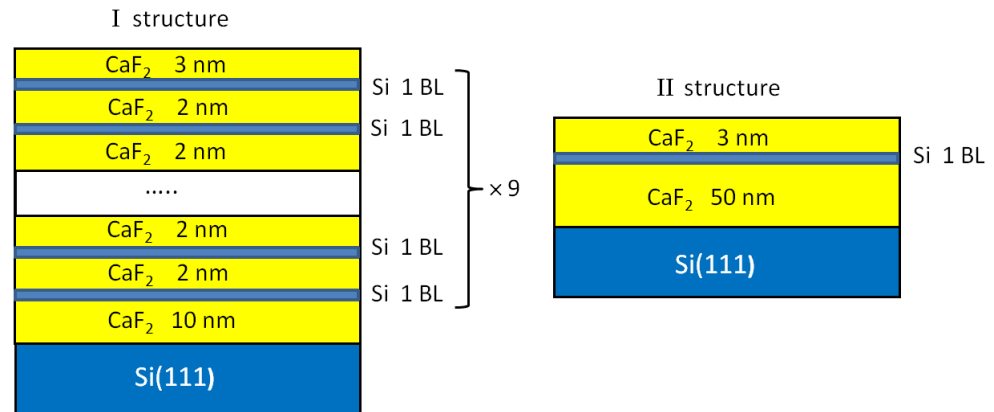 I structure
CaF₂ 3 nm
Si 1 BL
CaF₂ 2 nm
Si 1 BL
CaF₂ 2 nm
.....
× 9
CaF₂ 2 nm
Si 1 BL
CaF₂ 2 nm
Si 1 BL
CaF₂ 10 nm
Si(111)
II structure
CaF₂ 3 nm
Si 1 BL
CaF₂ 50 nm
Si(111)